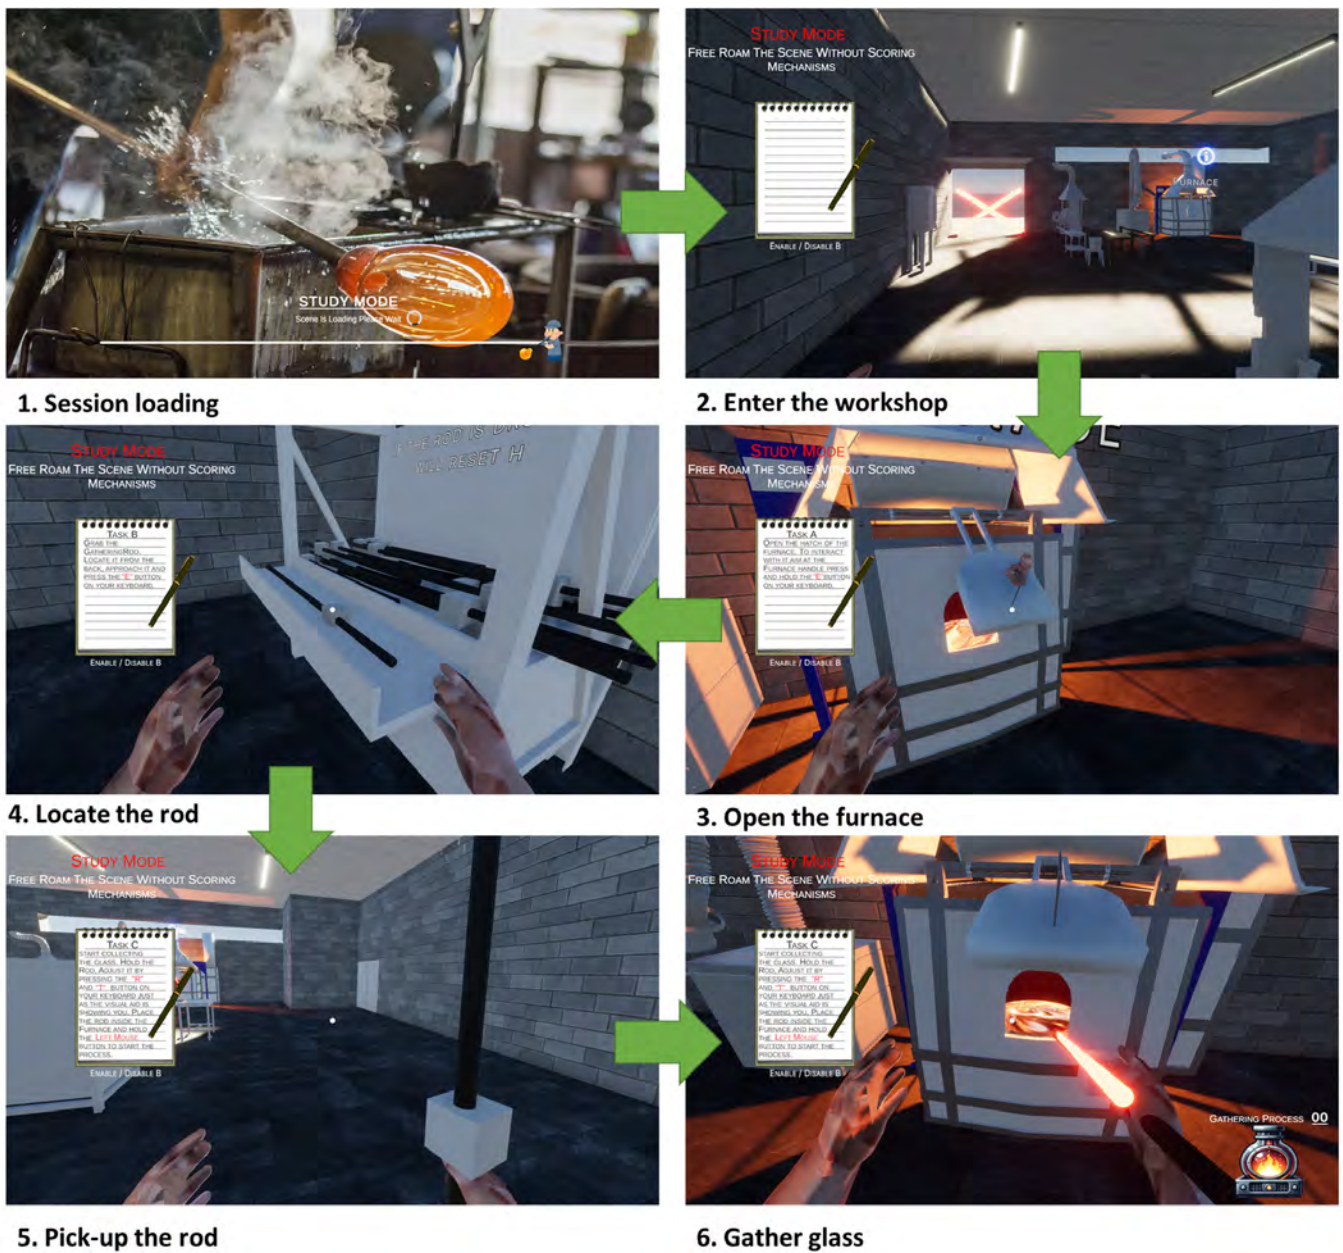 STUDY MODE
Scene Is Loading Please Wait
1. Session loading
STUDY MODE
FREE ROAM THE SCENE WITHOUT SCORING
MECHANISMS
ENABLE / DISABLE B
FURNACE
2. Enter the workshop
STUDY MODE
FREE ROAM THE SCENE WITHOUT SCORING
MECHANISMS
TASK B
GRAB THE
GATHERINGROD,
LOCATE IT FROM THE
BACK, APPROACH IT AND
PRESS THE "E" BUTTON
ON YOUR KEYBOARD.
ENABLE / DISABLE B
IF THE ROD IS
WILL RESET H
4. Locate the rod
STUDY MODE
FREE ROAM THE SCENE WITHOUT SCORING
MECHANISMS
TASK A
OPEN THE HATCH OF THE
FURNACE. TO INTERACT
WITH IT AIM AT THE
FURNACE HANDLE PRESS
AND HOLD THE "E" BUTTON
ON YOUR KEYBOARD.
ENABLE / DISABLE B
3. Open the furnace
STUDY MODE
FREE ROAM THE SCENE WITHOUT SCORING
MECHANISMS
TASK C
START COLLECTING
THE GLASS. HOLD THE
ROD, ADJUST IT BY
PRESSING THE "R"
AND "T" BUTTON ON
YOUR KEYBOARD JUST
AS THE VISUAL AID IS
SHOWING YOU. PLACE
THE ROD INSIDE THE
FURNACE AND HOLD
THE LEFT MOUSE
BUTTON TO START THE
PROCESS.
ENABLE / DISABLE B
5. Pick-up the rod
STUDY MODE
FREE ROAM THE SCENE WITHOUT SCORING
MECHANISMS
TASK C
START COLLECTING
THE GLASS. HOLD THE
ROD, ADJUST IT BY
PRESSING THE "R"
AND "T" BUTTON ON
YOUR KEYBOARD JUST
AS THE VISUAL AID IS
SHOWING YOU. PLACE
THE ROD INSIDE THE
FURNACE AND HOLD
THE LEFT MOUSE
BUTTON TO START THE
PROCESS.
ENABLE / DISABLE B
GATHERING PROCESS 00
6. Gather glass